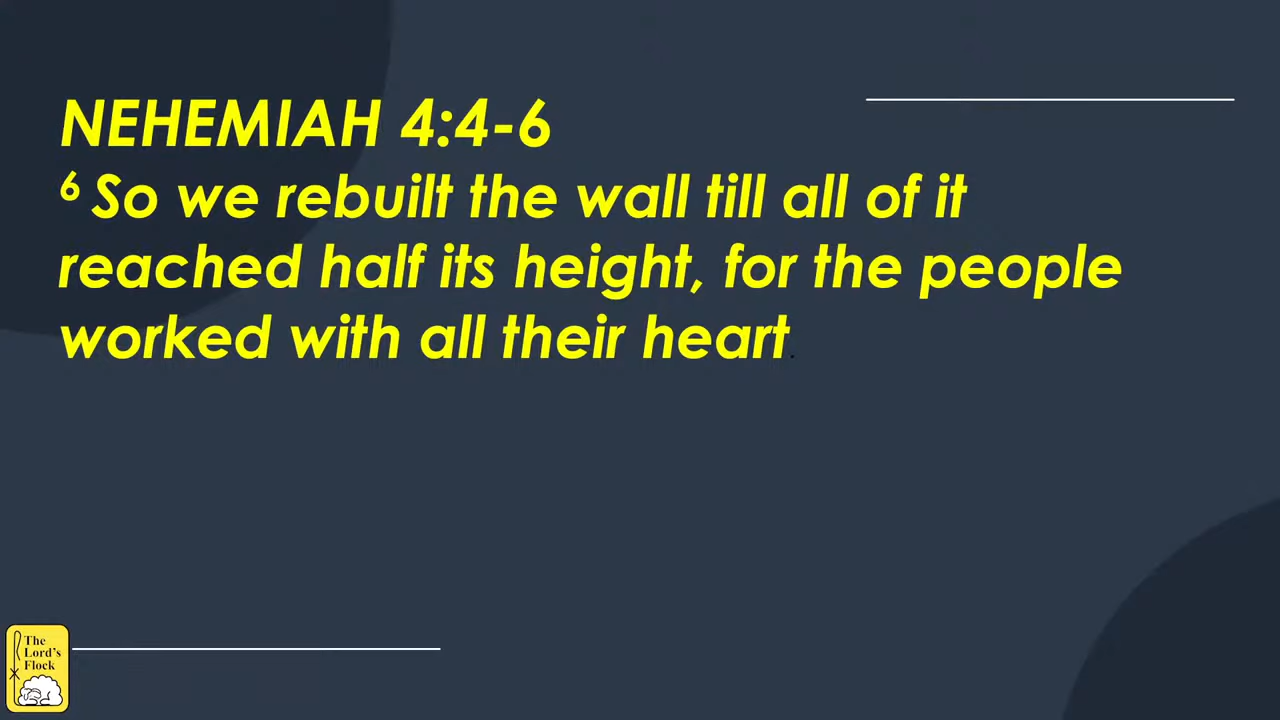 NEHEMIAH 4:4-6
6 So we rebuilt the wall till all of it
reached half its height, for the people
worked with all their heart.
The
Lord's
Flock